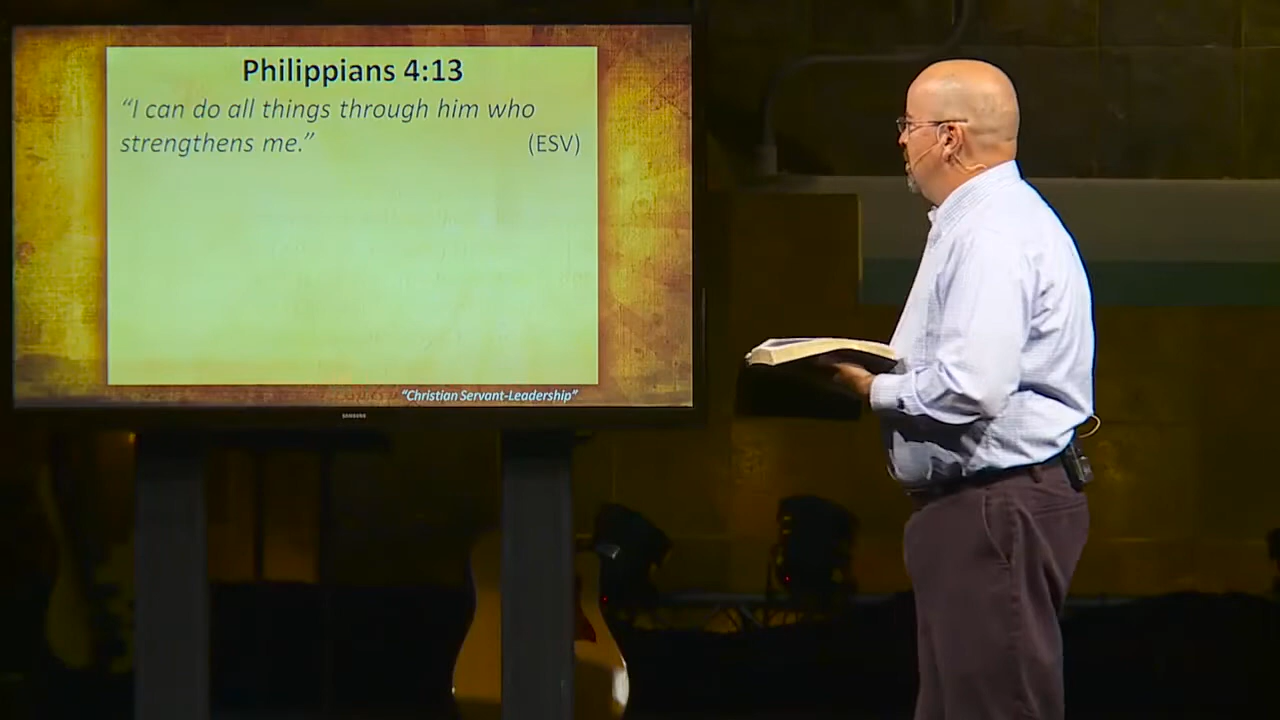 Philippians 4:13
“I can do all things through him who
strengthens me.” (ESV)
“Christian Servant-Leadership”
SAMSUNG